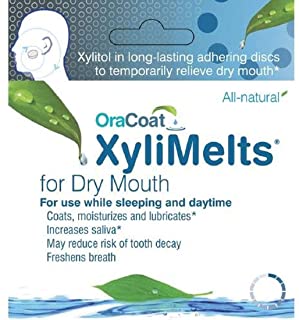 Xylitol in long-lasting adhering discs
to temporarily relieve dry mouth*
All-natural
OraCoat
XyliMelts®
for Dry Mouth
For use while sleeping and daytime
Coats, moisturizes and lubricates*
Increases saliva*
May reduce risk of tooth decay
Freshens breath